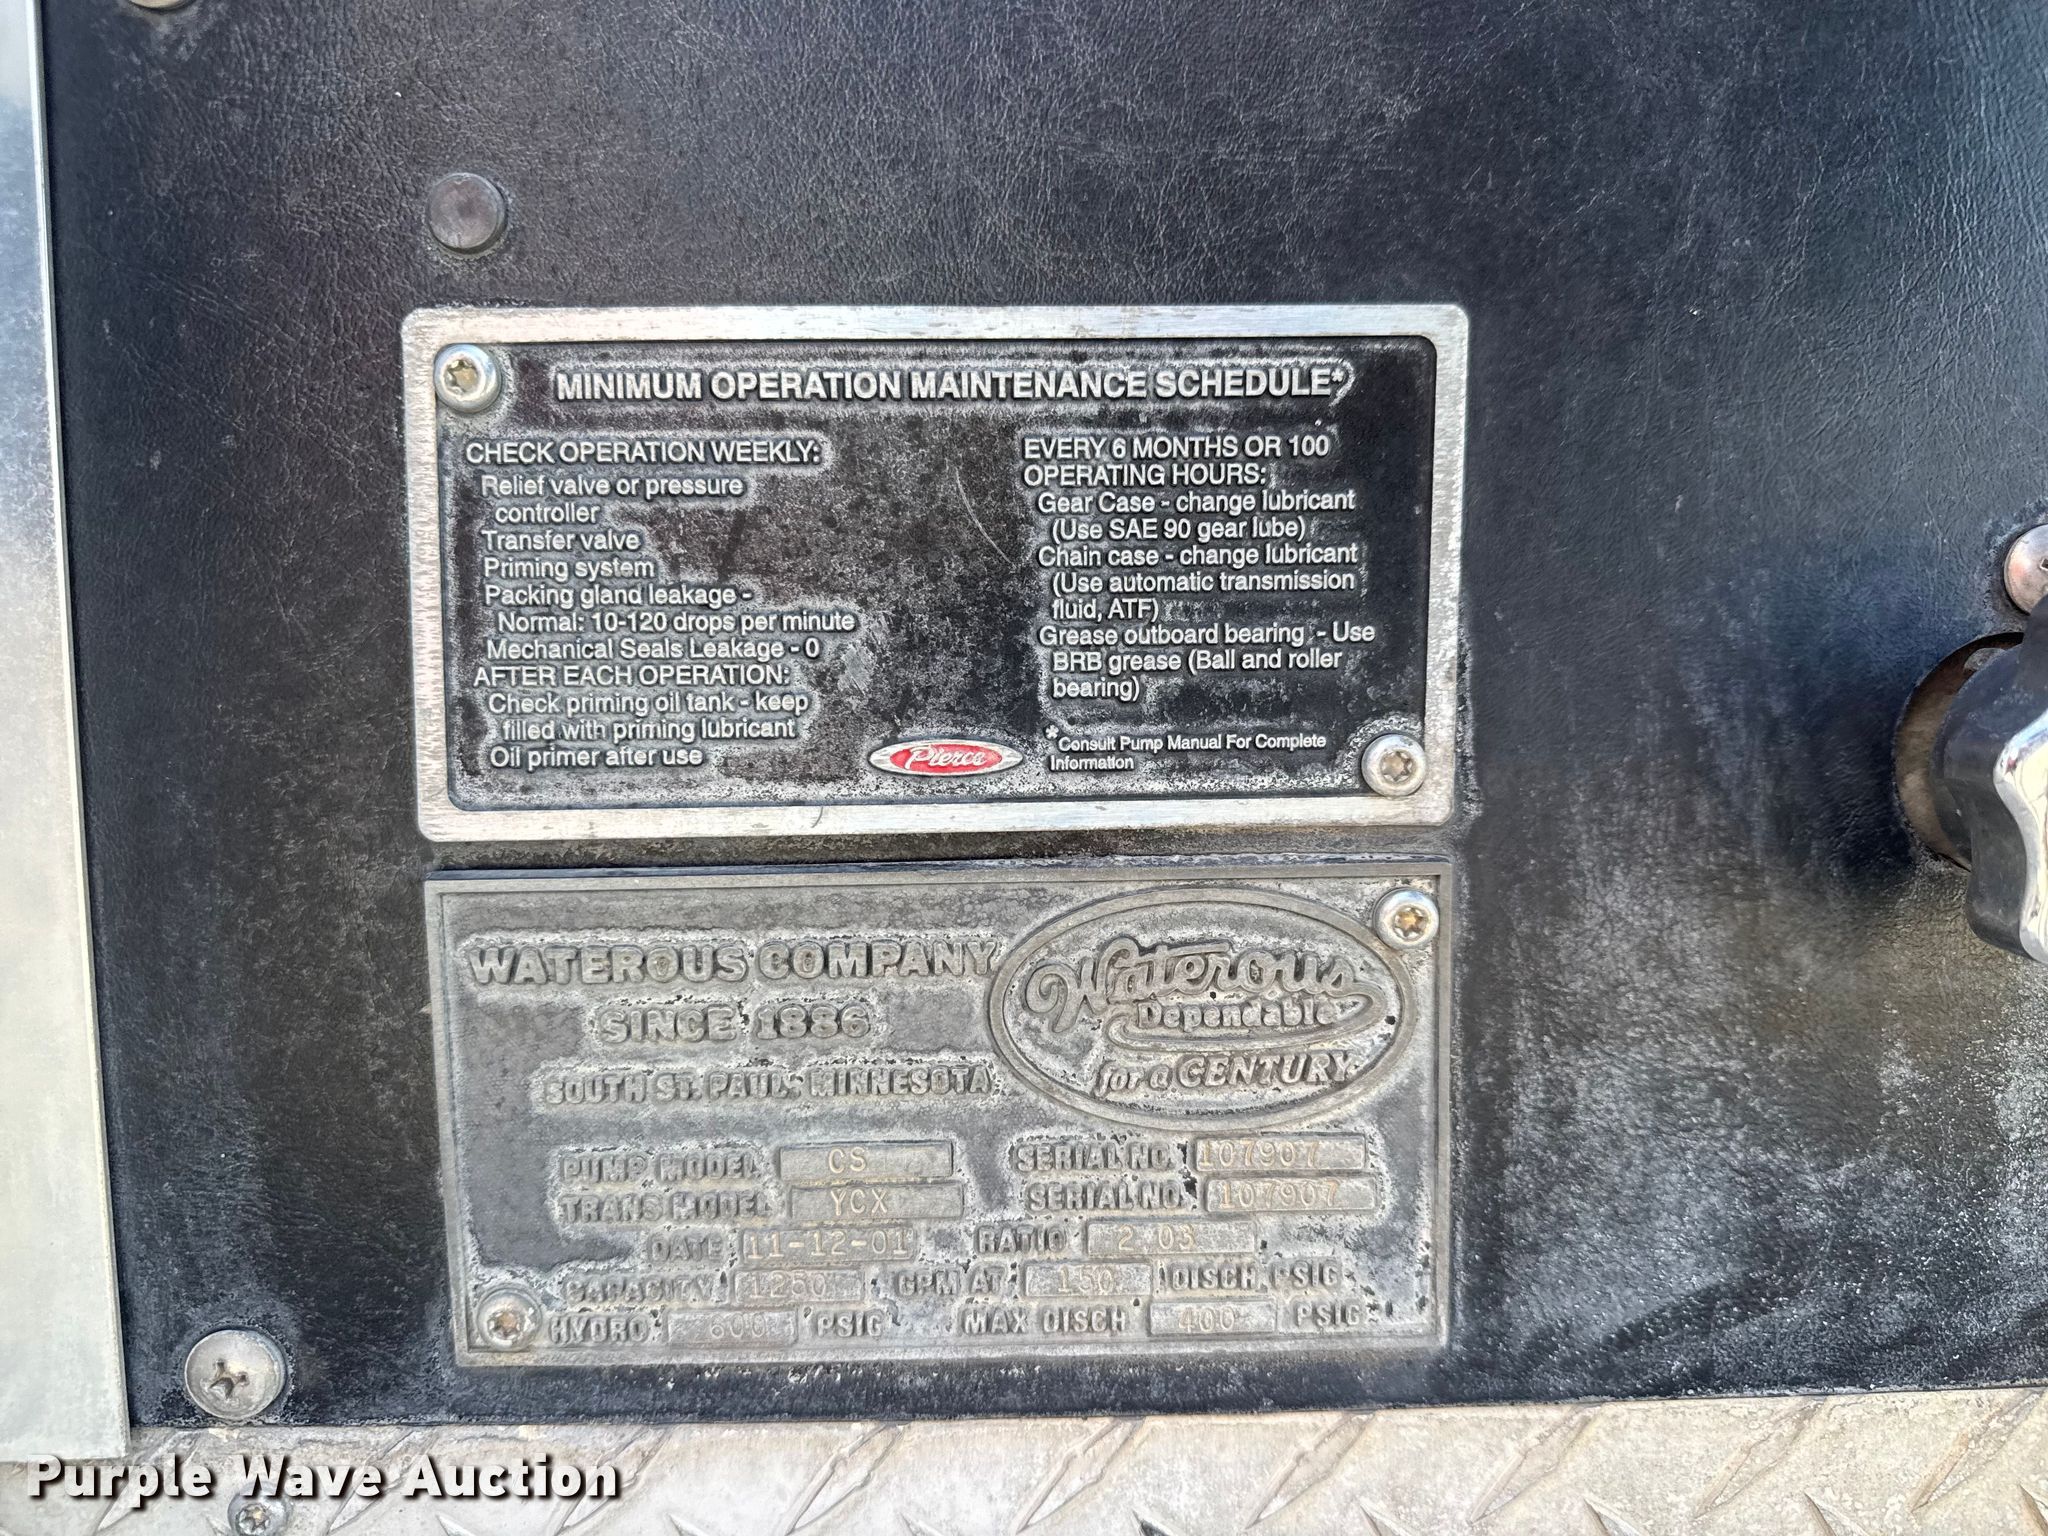 MINIMUM OPERATION MAINTENANCE SCHEDULE*
CHECK OPERATION WEEKLY:
Relief valve or pressure
controller
Transfer valve
Priming system
Packing gland leakage -
Normal: 10-120 drops per minute
Mechanical Seals Leakage - 0
AFTER EACH OPERATION:
Check priming oil tank - keep
filled with priming lubricant
Oil primer after use
EVERY 6 MONTHS OR 100
OPERATING HOURS:
Gear Case - change lubricant
(Use SAE 90 gear lube)
Chain case - change lubricant
(Use automatic transmission
fluid, ATF)
Grease outboard bearing - Use
BRB grease (Ball and roller
bearing)
Pierce
* Consult Pump Manual For Complete
Information
WATEROUS COMPANY
SINCE 1886
SOUTH ST. PAUL, MINNESOTA
Waterous
Dependable
for a CENTURY
PUMP MODEL CS SERIAL NO. 107907
TRANS MODEL YCX SERIAL NO. 107907
DATE 11-12-01 RATIO 2.03
CAPACITY 1250 GPM AT 150 DISCH PSIG
HYDRO. 600 PSIG MAX DISCH 400 PSIG
Purple Wave Auction